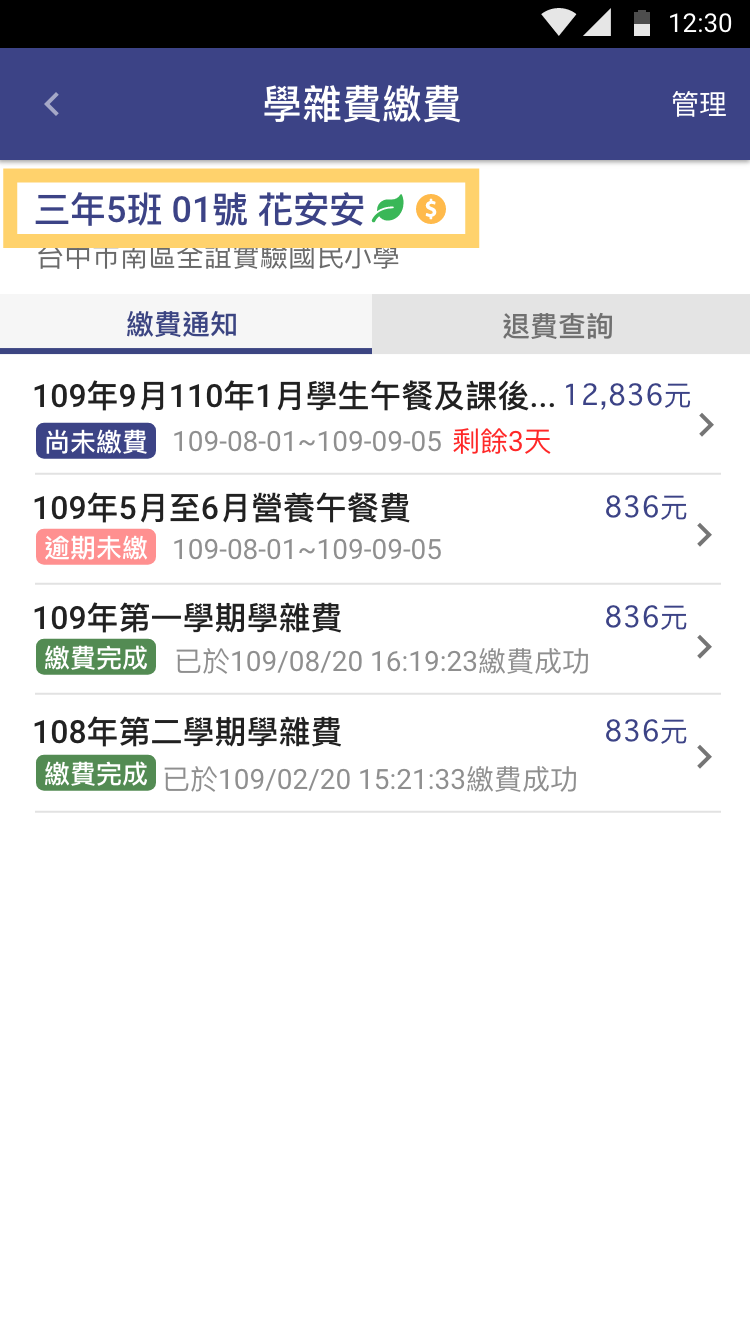 12:30
學雜費繳費
管理
三年5班 01號 花安安
台中市南區全誼實驗國民小學
繳費通知
退費查詢
109年9月110年1月學生午餐及課後... 12,836元
尚未繳費 109-08-01~109-09-05 剩餘3天
109年5月至6月營養午餐費 836元
逾期未繳 109-08-01~109-09-05
109年第一學期學雜費 836元
繳費完成 已於109/08/20 16:19:23繳費成功
108年第二學期學雜費 836元
繳費完成 已於109/02/20 15:21:33繳費成功